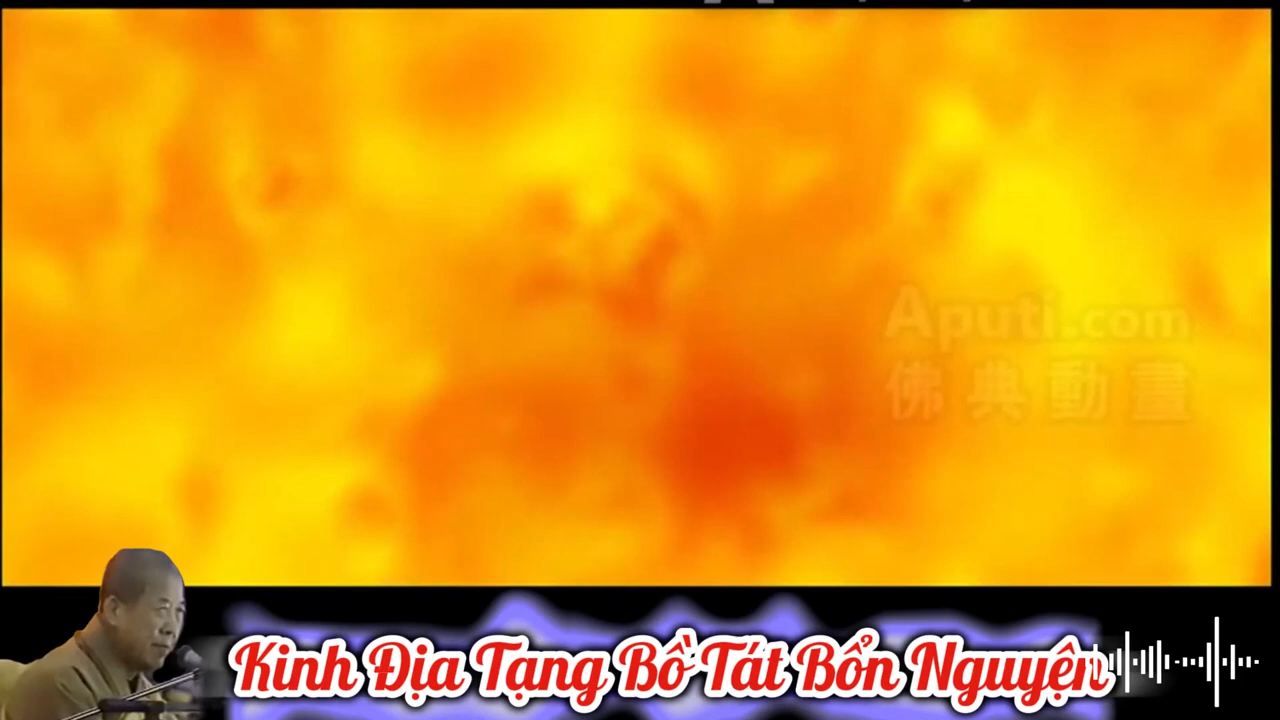 Aputi.com
佛典動畫
Kinh Địa Tạng Bồ Tát Bổn Nguyện